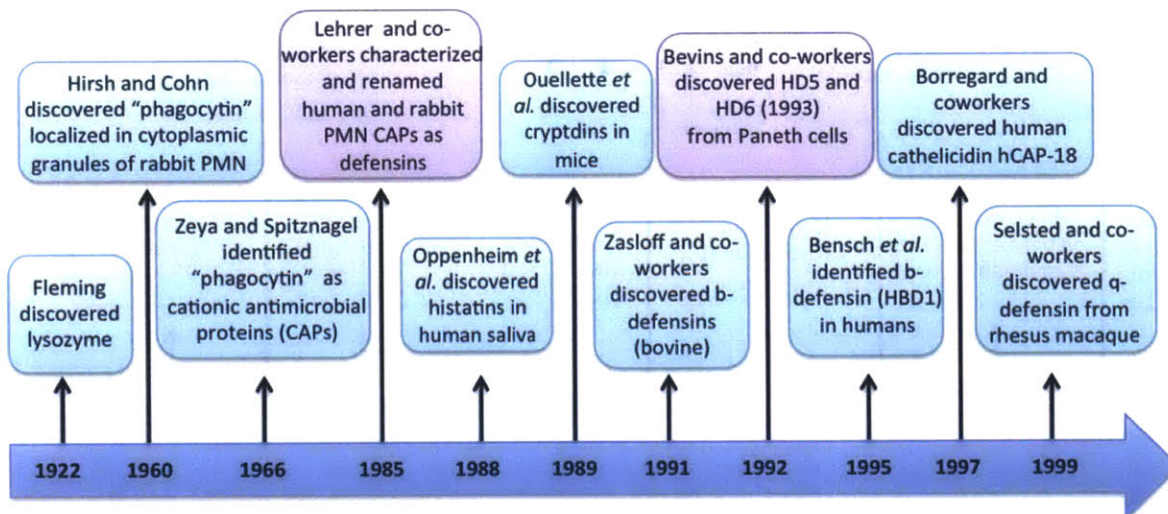 Hirsh and Cohn
discovered "phagocytin"
localized in cytoplasmic
granules of rabbit PMN
Lehrer and co-
workers characterized
and renamed
human and rabbit
PMN CAPs as
defensins
Ouellette et
al. discovered
cryptdins in
mice
Bevins and co-workers
discovered HD5 and
HD6 (1993)
from Paneth cells
Borregard and
coworkers
discovered human
cathelicidin hCAP-18
Fleming
discovered
lysozyme
Zeya and Spitznagel
identified
"phagocytin" as
cationic antimicrobial
proteins (CAPs)
Oppenheim et
al. discovered
histatins in
human saliva
Zasloff and co-
workers
discovered b-
defensins
(bovine)
Bensch et al.
identified b-
defensin (HBD1)
in humans
Selsted and co-
workers
discovered q-
defensin from
rhesus macaque
1922 1960 1966 1985 1988 1989 1991 1992 1995 1997 1999